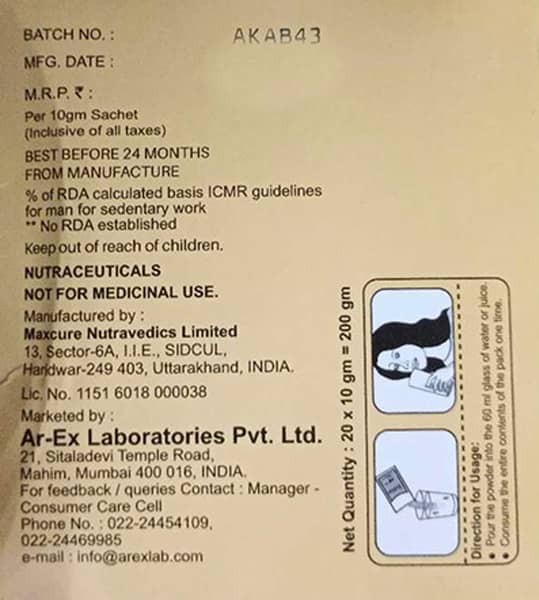 BATCH NO. : AKAB43
MFG. DATE :
M.R.P. ₹ :
Per 10gm Sachet
(Inclusive of all taxes)
BEST BEFORE 24 MONTHS
FROM MANUFACTURE
% of RDA calculated basis ICMR guidelines
for man for sedentary work
** No RDA established
Keep out of reach of children.
NUTRACEUTICALS
NOT FOR MEDICINAL USE.
Manufactured by :
Maxcure Nutravedics Limited
13, Sector-6A, I.I.E., SIDCUL,
Haridwar-249 403, Uttarakhand, INDIA.
Lic. No. 1151 6018 000038
Marketed by :
Ar-Ex Laboratories Pvt. Ltd.
21, Sitaladevi Temple Road,
Mahim, Mumbai 400 016, INDIA.
For feedback / queries Contact : Manager -
Consumer Care Cell
Phone No. : 022-24454109,
022-24469985
e-mail : info@arexlab.com
Net Quantity : 20 x 10 gm = 200 gm
Direction for Usage:
● Pour the powder into the 60 ml glass of water or juice.
● Consume the entire contents of the pack one time.